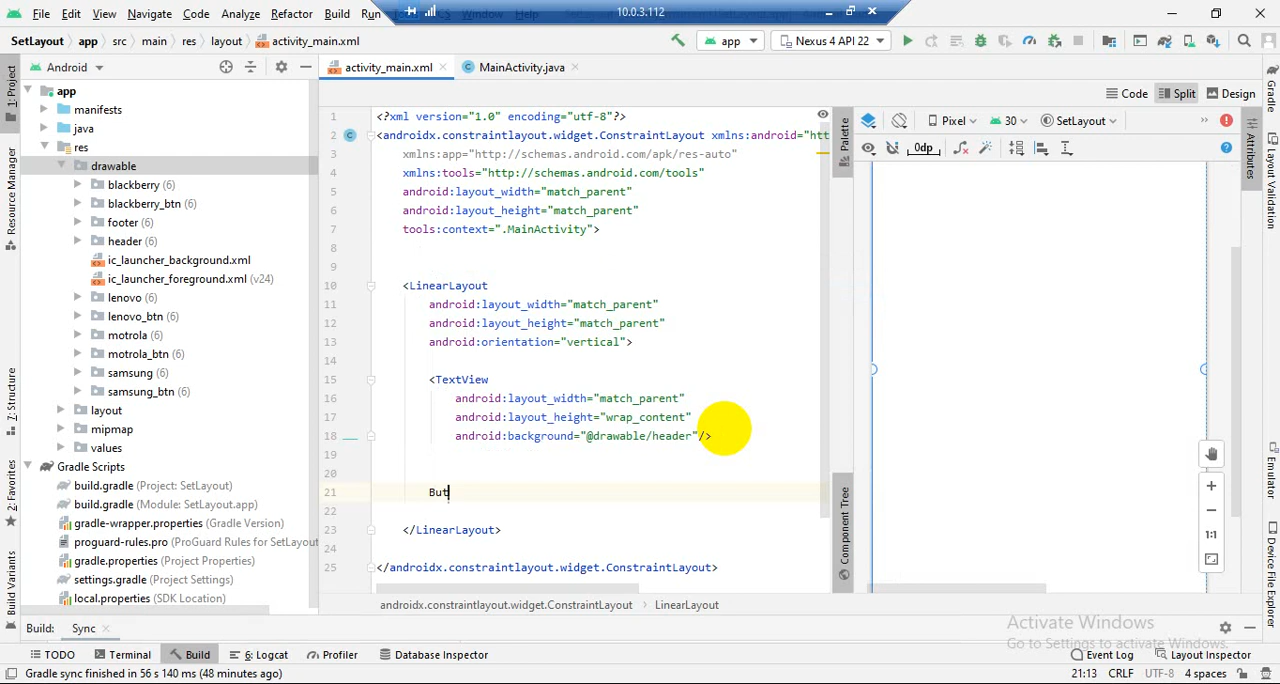 File Edit View Navigate Code Analyze Refactor Build Run 10.0.3.112
SetLayout app src main res layout activity_main.xml app Nexus 4 API 22
Android activity_main.xml MainActivity.java
Code Split Design
1: Project
Resource Manager
Z: Structure
2: Favorites
Build Variants
app
manifests
java
res
drawable
blackberry (6)
blackberry_btn (6)
footer (6)
header (6)
ic_launcher_background.xml
ic_launcher_foreground.xml (v24)
lenovo (6)
lenovo_btn (6)
motrola (6)
motrola_btn (6)
samsung (6)
samsung_btn (6)
layout
mipmap
values
Gradle Scripts
build.gradle (Project: SetLayout)
build.gradle (Module: SetLayout.app)
gradle-wrapper.properties (Gradle Version)
proguard-rules.pro (ProGuard Rules for SetLayout
gradle.properties (Project Properties)
settings.gradle (Project Settings)
local.properties (SDK Location)
1 <?xml version="1.0" encoding="utf-8"?>
2 <androidx.constraintlayout.widget.ConstraintLayout xmlns:android="htt
3 xmlns:app="http://schemas.android.com/apk/res-auto"
4 xmlns:tools="http://schemas.android.com/tools"
5 android:layout_width="match_parent"
6 android:layout_height="match_parent"
7 tools:context=".MainActivity">
8
9
10 <LinearLayout
11 android:layout_width="match_parent"
12 android:layout_height="match_parent"
13 android:orientation="vertical">
14
15 <TextView
16 android:layout_width="match_parent"
17 android:layout_height="wrap_content"
18 android:background="@drawable/header"/>
19
20
21 But
22
23 </LinearLayout>
24
25 </androidx.constraintlayout.widget.ConstraintLayout>
androidx.constraintlayout.widget.ConstraintLayout LinearLayout
Palette
Component Tree
Pixel 30 SetLayout
0dp
1:1
Attributes
Gradle
Layout Validation
Emulator
Device File Explorer
Activate Windows
Go to Settings to activate Windows.
Build: Sync
TODO Terminal Build 6: Logcat Profiler Database Inspector Event Log Layout Inspector
Gradle sync finished in 56 s 140 ms (48 minutes ago) 21:13 CRLF UTF-8 4 spaces